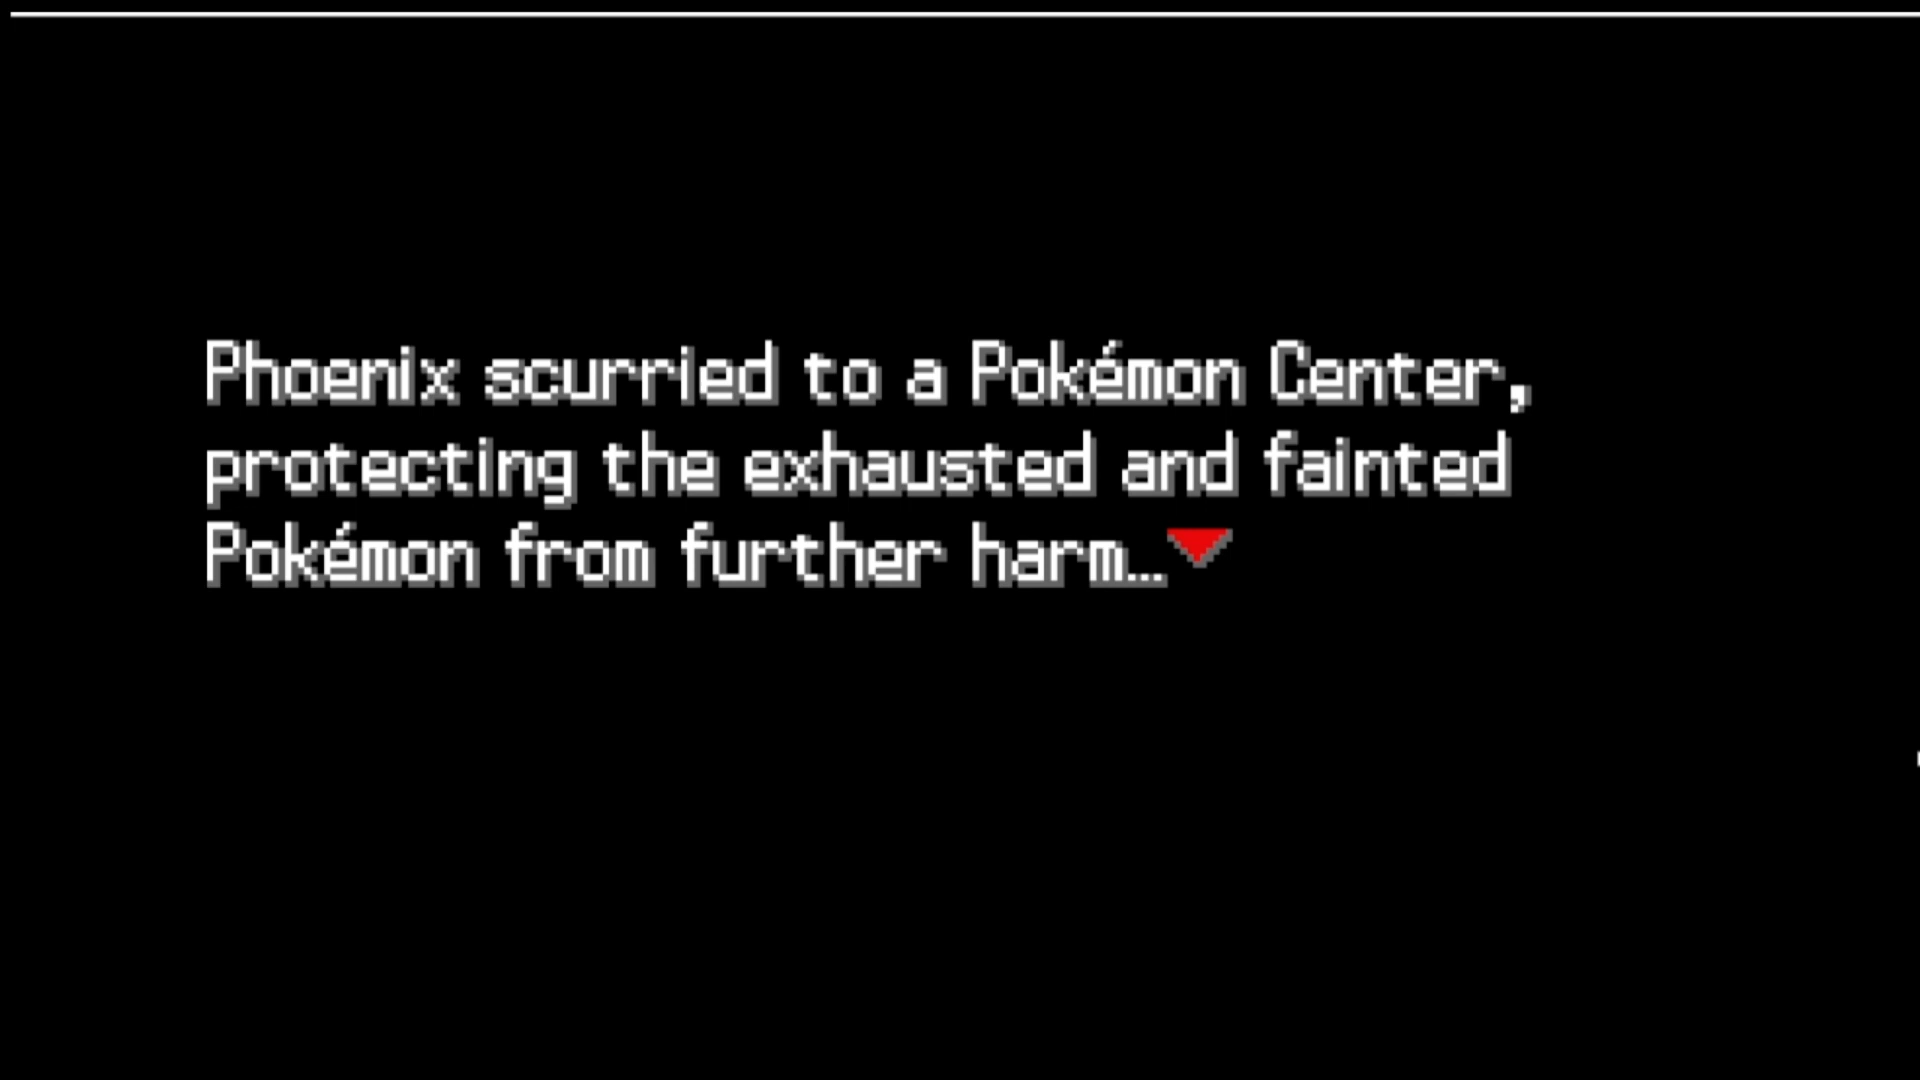 Phoenix scurried to a Pokémon Center,
protecting the exhausted and fainted
Pokémon from further harm…